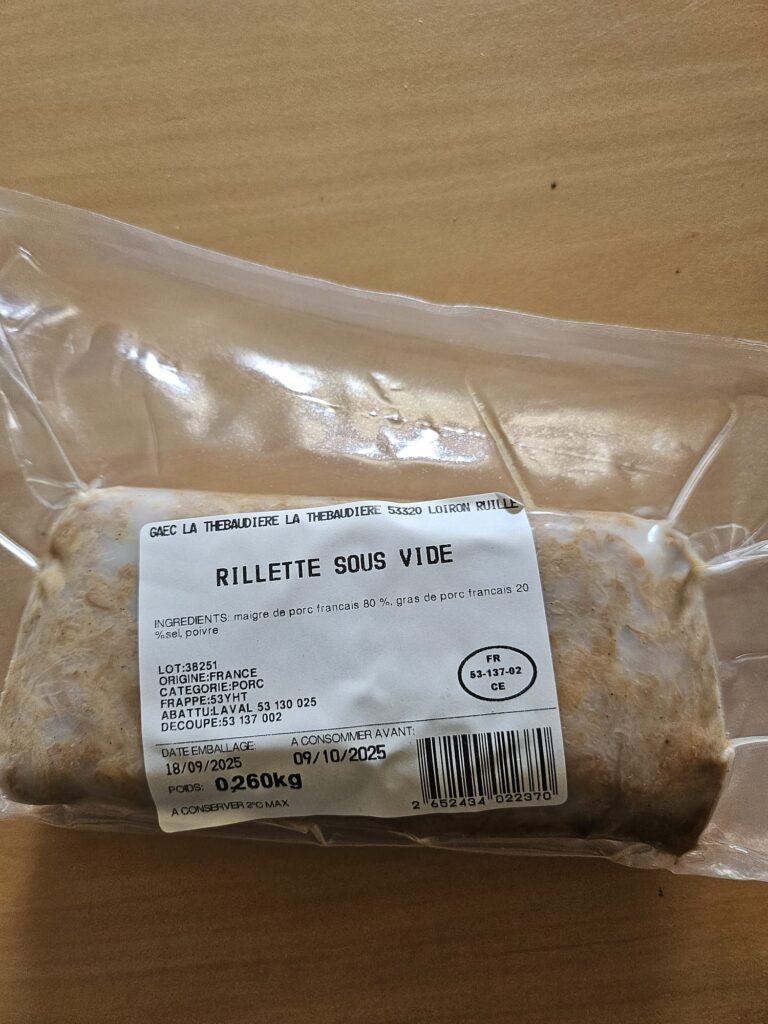 GAEC LA THEBAUDIERE LA THEBAUDIERE 53320 LOIRON RUILLE
RILLETTE SOUS VIDE
INGREDIENTS: maigre de porc francais 80 %, gras de porc francais 20
%sel, poivre
LOT:38251
ORIGINE:FRANCE
CATEGORIE:PORC
FRAPPE:53YHT
ABATTU:LAVAL 53 130 025
DECOUPE:53 137 002
FR
53-137-02
CE
DATE EMBALLAGE:
18/09/2025
A CONSOMMER AVANT:
09/10/2025
POIDS: 0,260kg
A CONSERVER 2°C MAX
2 652434 022370